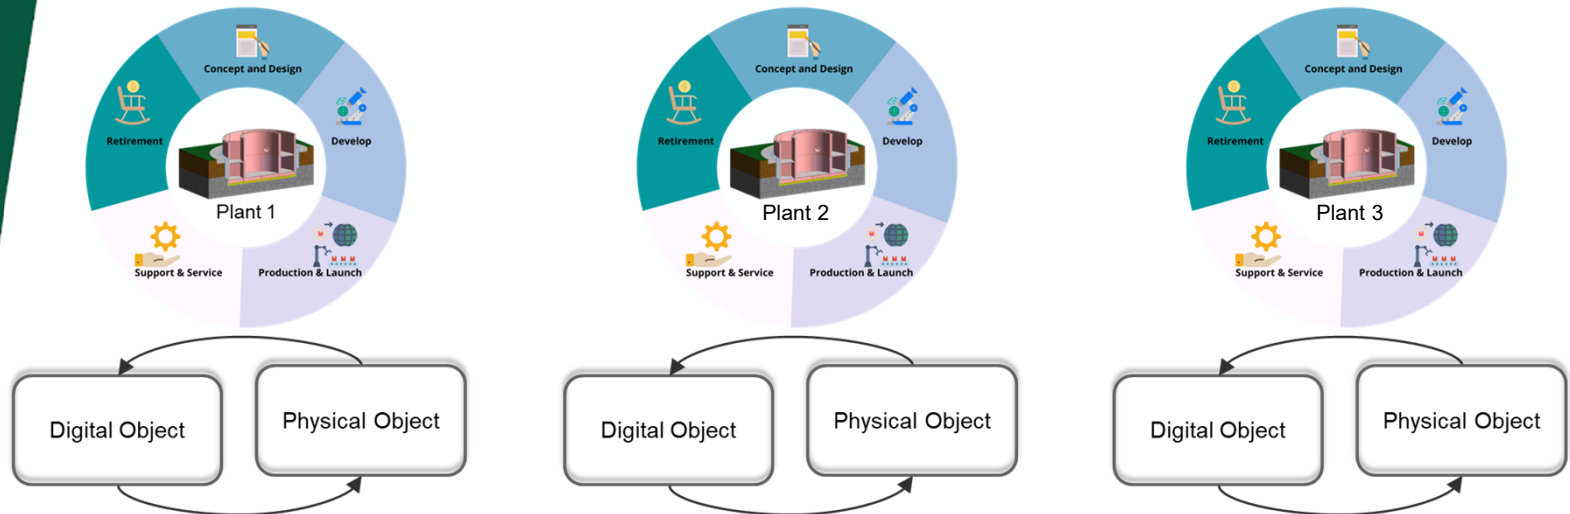 Concept and Design
Retirement
Develop
Plant 1
Support & Service
Production & Launch
Digital Object
Physical Object
Concept and Design
Retirement
Develop
Plant 2
Support & Service
Production & Launch
Digital Object
Physical Object
Concept and Design
Retirement
Develop
Plant 3
Support & Service
Production & Launch
Digital Object
Physical Object